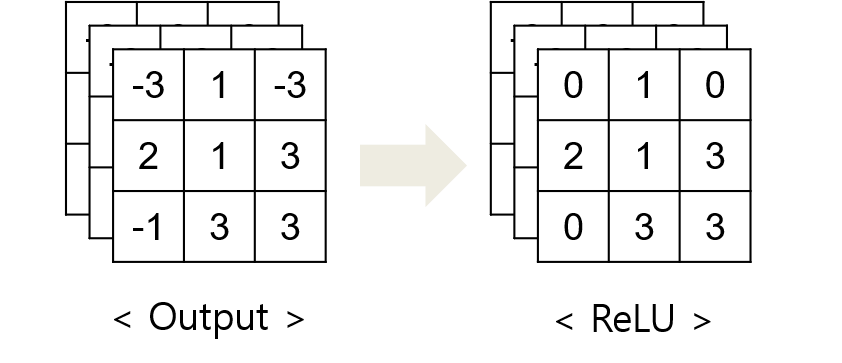 -3 1 -3 0 1 0
2 1 3 2 1 3
-1 3 3 0 3 3
< Output > < ReLU >